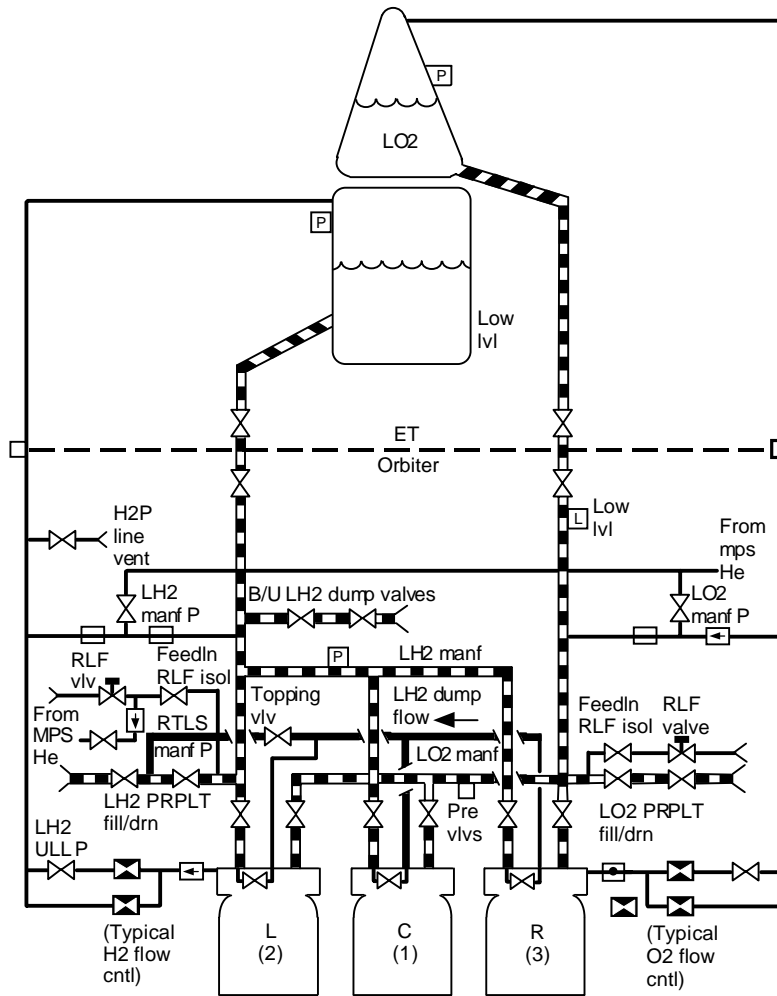 P
LO2
P
Low
lvl
ET
Orbiter
H2P
line
vent
L
Low
lvl
From
mps
He
LH2
manf P
B/U LH2 dump valves
LO2
manf P
RLF
vlv
FeedIn
RLF isol
P
LH2 manf
Topping
vlv
LH2 dump
flow
FeedIn
RLF isol
RLF
valve
From
MPS
He
RTLS
manf P
LO2 manf
LH2 PRPLT
fill/drn
Pre
vlvs
LO2 PRPLT
fill/drn
LH2
ULL P
L
(2)
C
(1)
R
(3)
(Typical
H2 flow
cntl)
(Typical
O2 flow
cntl)